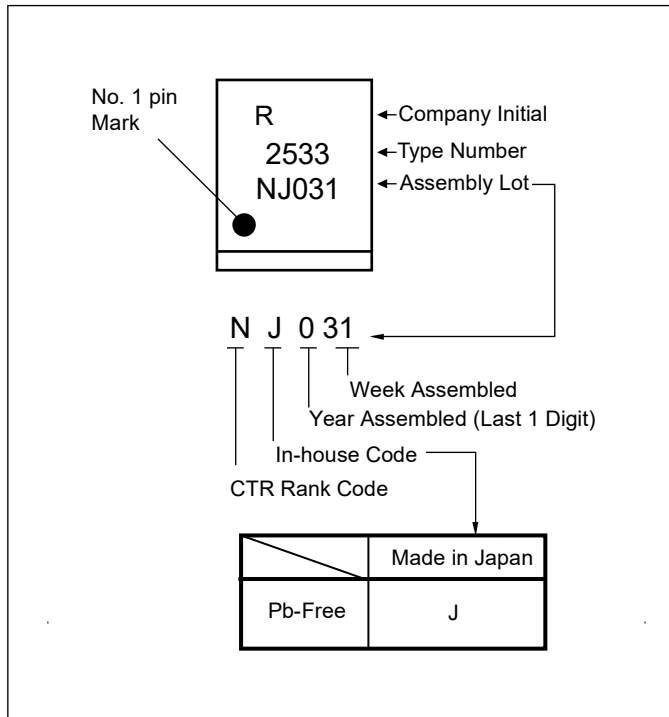 No. 1 pin
Mark
R
2533
NJ031
Company Initial
Type Number
Assembly Lot
N J 0 31
Week Assembled
Year Assembled (Last 1 Digit)
In-house Code
CTR Rank Code
Made in Japan
Pb-Free
J